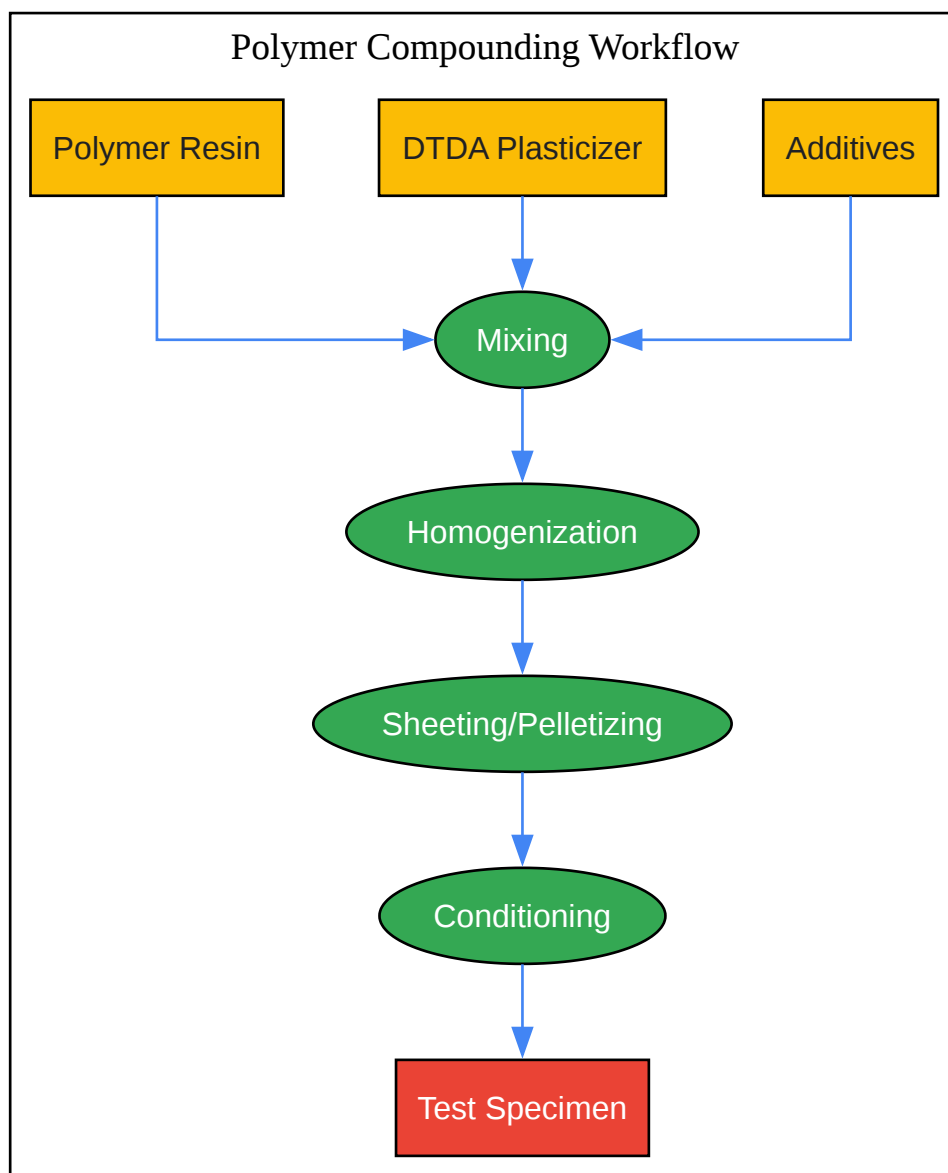 Polymer Compounding Workflow
Polymer Resin
DTDA Plasticizer
Additives
Mixing
Homogenization
Sheeting/Pelletizing
Conditioning
Test Specimen